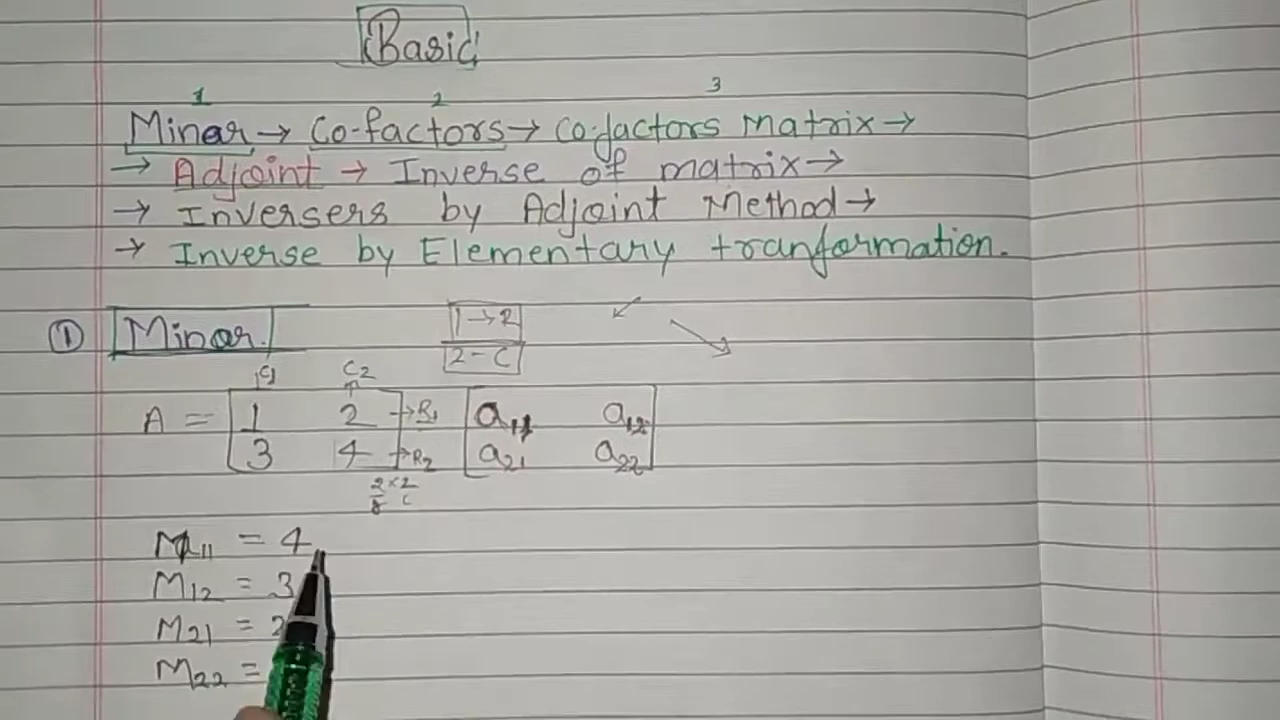 Basic
1 2 3
Minor → Co-factors → Co-factors Matrix →
→ Adjoint → Inverse of matrix →
→ Inversers by Adjoint Method →
→ Inverse by Elementary tranformation.
① Minor.
1 → R
2 - C
C1 C2
A = 1 2 → R1 a11 a12
3 4 → R2 a21 a22
2 × 2
M11 = 4
M12 = 3
M21 = 2
M22 =